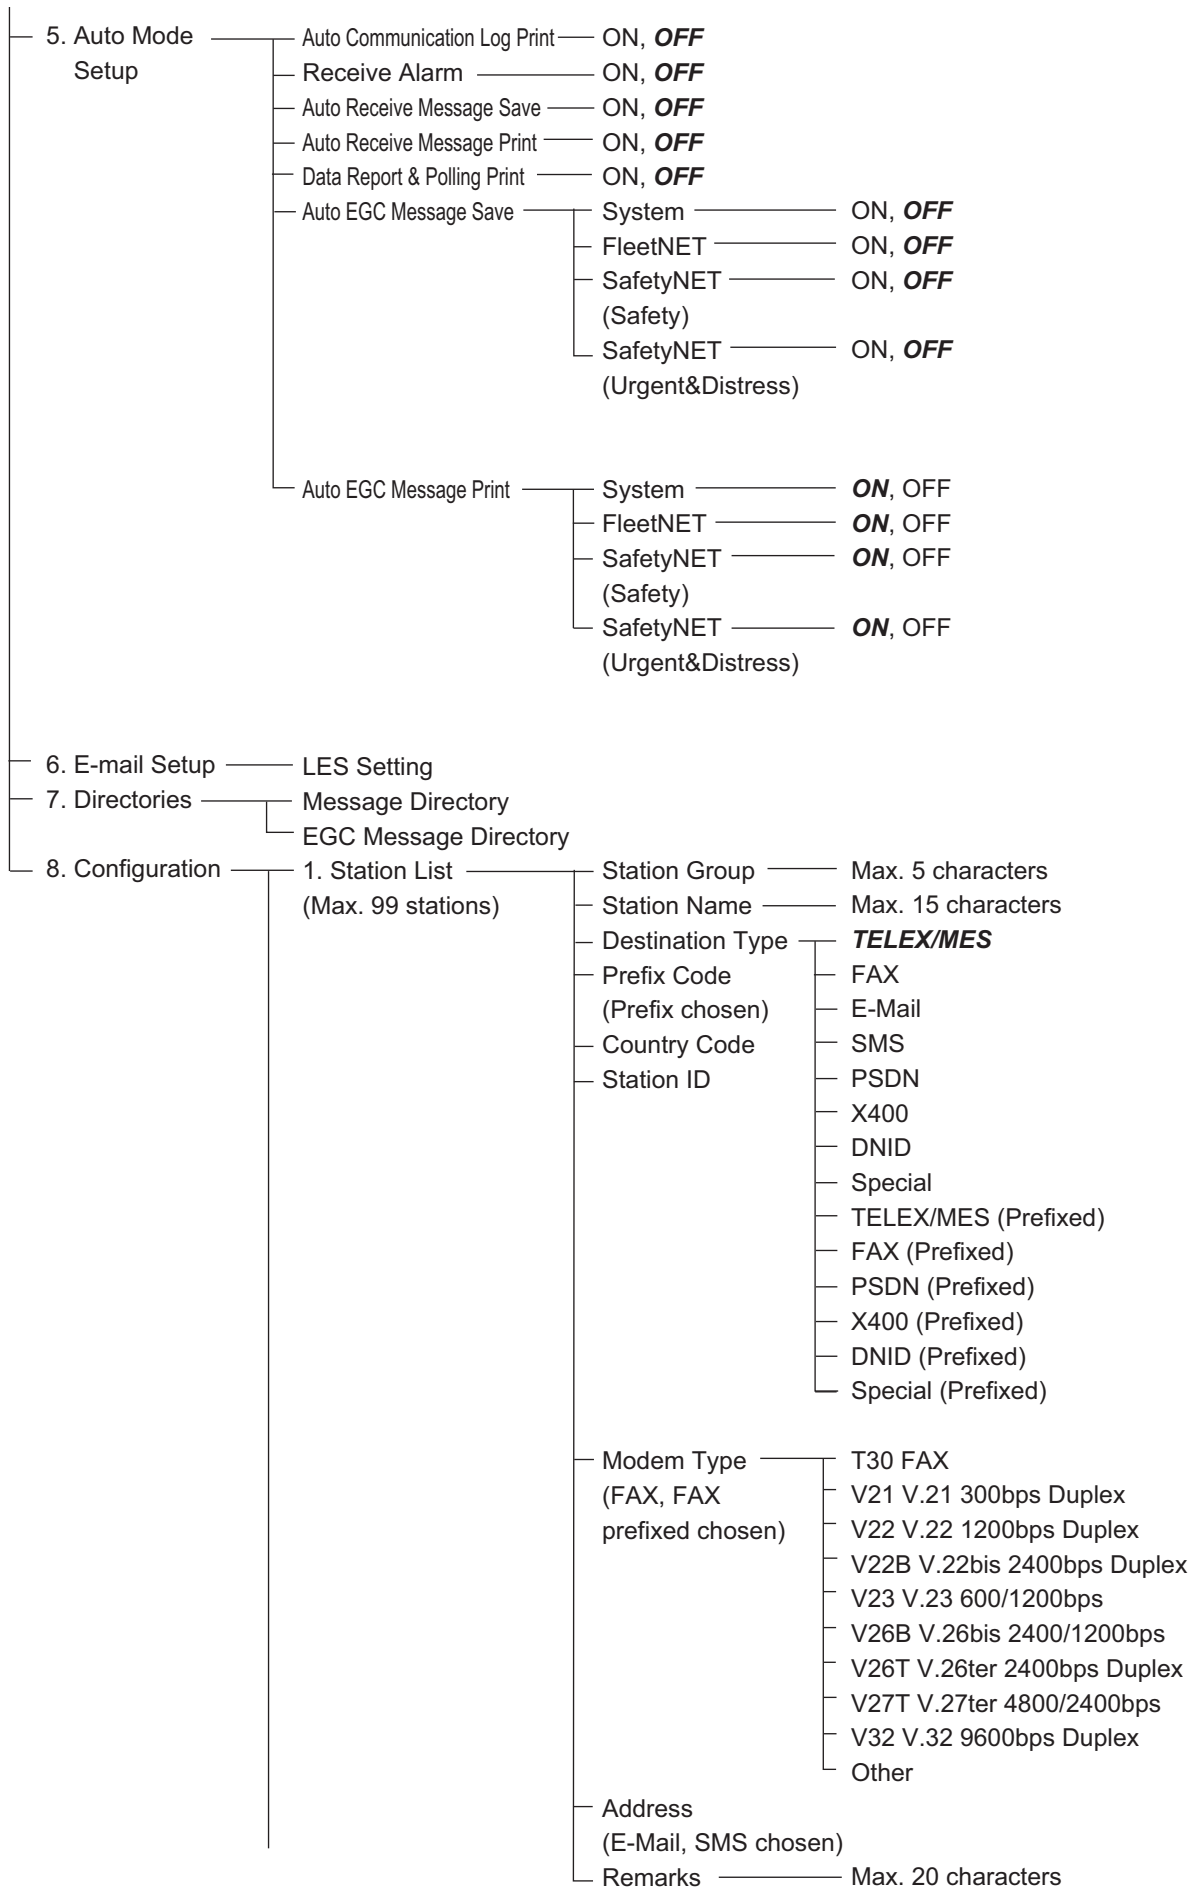 5. Auto Mode Setup
Auto Communication Log Print ON, OFF
Receive Alarm ON, OFF
Auto Receive Message Save ON, OFF
Auto Receive Message Print ON, OFF
Data Report & Polling Print ON, OFF
Auto EGC Message Save System ON, OFF
FleetNET ON, OFF
SafetyNET ON, OFF
(Safety)
SafetyNET ON, OFF
(Urgent&Distress)
Auto EGC Message Print System ON, OFF
FleetNET ON, OFF
SafetyNET ON, OFF
(Safety)
SafetyNET ON, OFF
(Urgent&Distress)
6. E-mail Setup LES Setting
7. Directories Message Directory
EGC Message Directory
8. Configuration 1. Station List Station Group Max. 5 characters
(Max. 99 stations) Station Name Max. 15 characters
Destination Type TELEX/MES
Prefix Code FAX
(Prefix chosen) E-Mail
Country Code SMS
Station ID PSDN
X400
DNID
Special
TELEX/MES (Prefixed)
FAX (Prefixed)
PSDN (Prefixed)
X400 (Prefixed)
DNID (Prefixed)
Special (Prefixed)
Modem Type T30 FAX
(FAX, FAX V21 V.21 300bps Duplex
prefixed chosen) V22 V.22 1200bps Duplex
V22B V.22bis 2400bps Duplex
V23 V.23 600/1200bps
V26B V.26bis 2400/1200bps
V26T V.26ter 2400bps Duplex
V27T V.27ter 4800/2400bps
V32 V.32 9600bps Duplex
Other
Address
(E-Mail, SMS chosen)
Remarks Max. 20 characters